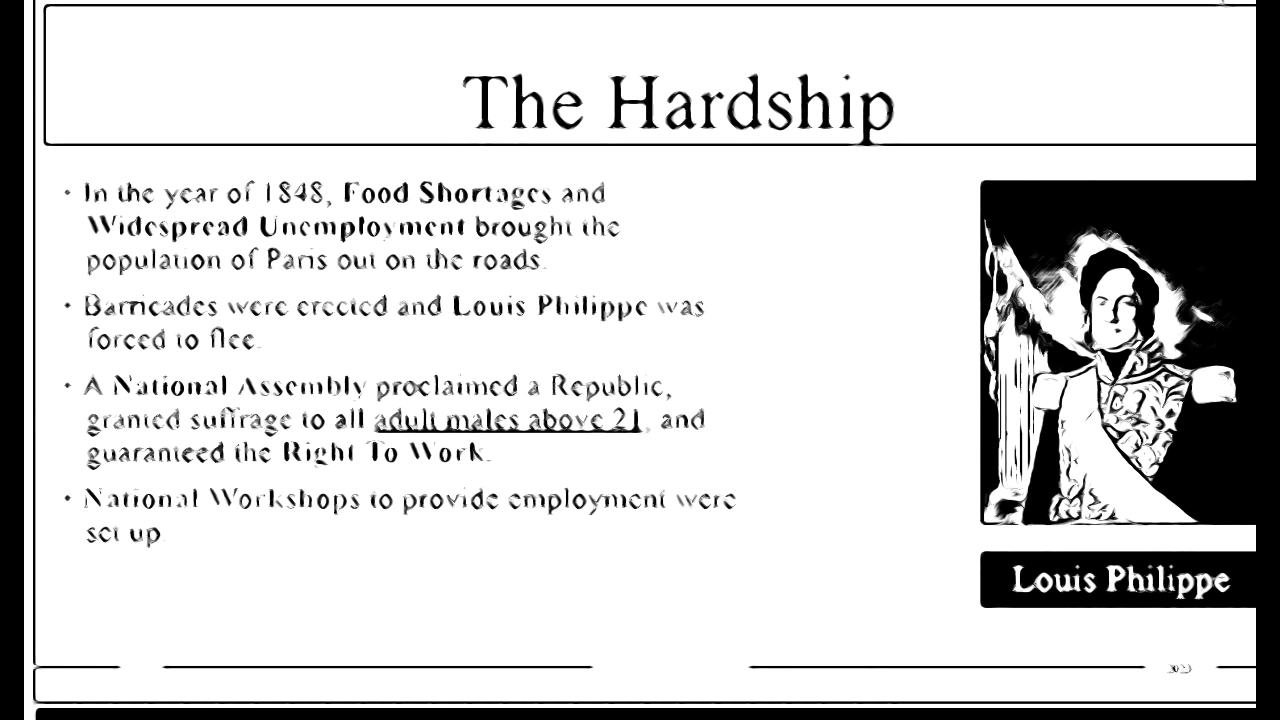 The Hardship
• In the year of 1848, Food Shortages and
Widespread Unemployment brought the
population of Paris out on the roads.
• Barricades were erected and Louis Philippe was
forced to flee.
• A National Assembly proclaimed a Republic,
granted suffrage to all adult males above 21, and
guaranteed the Right To Work.
• National Workshops to provide employment were
set up
Louis Philippe